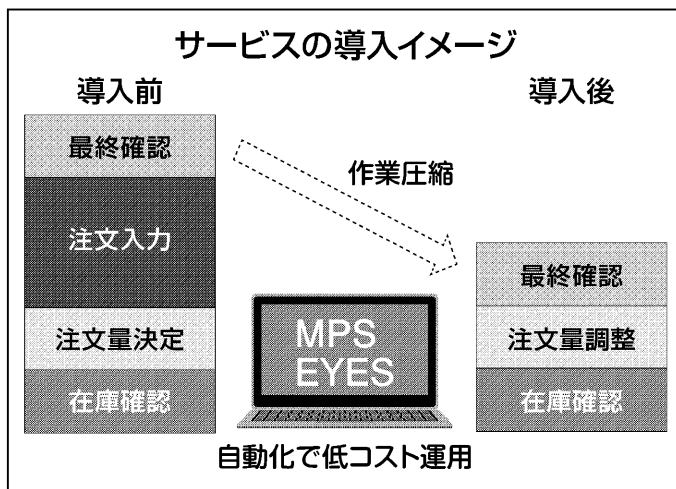 サービスの導入イメージ
導入前
導入後
最終確認
注文入力
注文量決定
在庫確認
作業圧縮
MPS
EYES
最終確認
注文量調整
在庫確認
自動化で低コスト運用